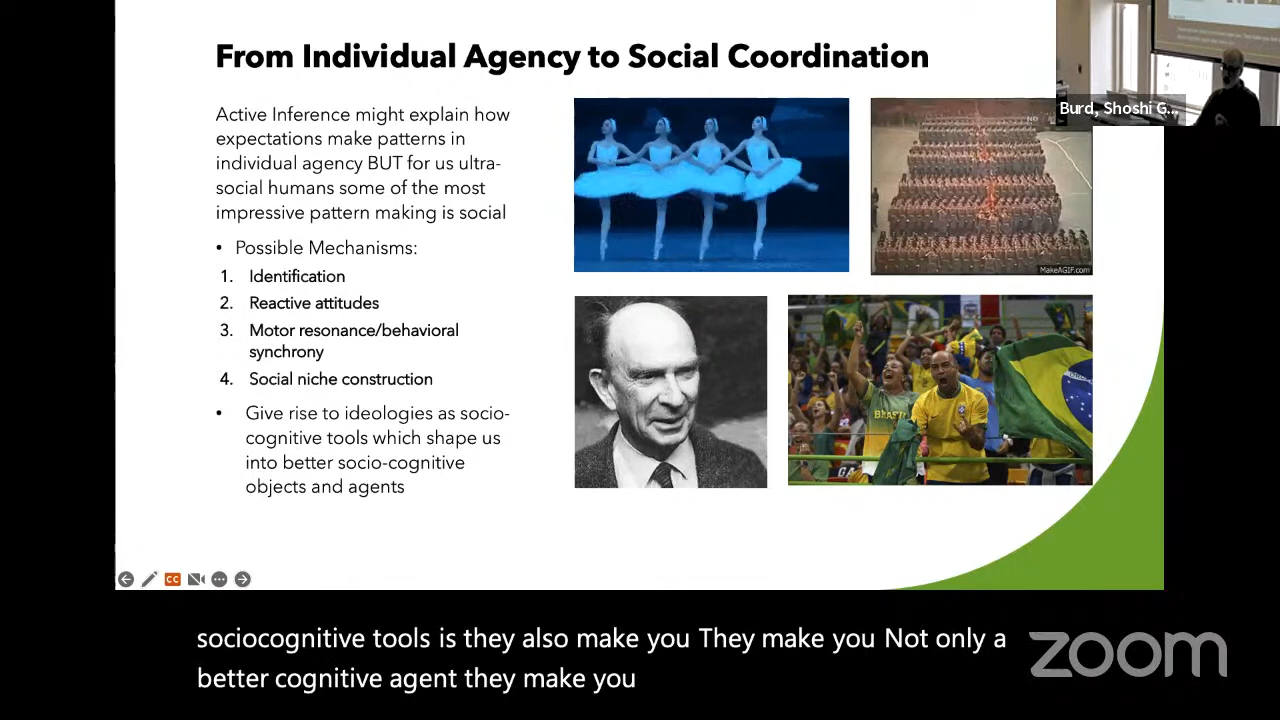 From Individual Agency to Social Coordination
Burd, Shoshi G...
Active Inference might explain how
expectations make patterns in
individual agency BUT for us ultra-
social humans some of the most
impressive pattern making is social
• Possible Mechanisms:
1. Identification
2. Reactive attitudes
3. Motor resonance/behavioral
synchrony
4. Social niche construction
• Give rise to ideologies as socio-
cognitive tools which shape us
into better socio-cognitive
objects and agents
MakeAGIF.com
BRASIL
CC
sociocognitive tools is they also make you They make you Not only a
better cognitive agent they make you
zoom